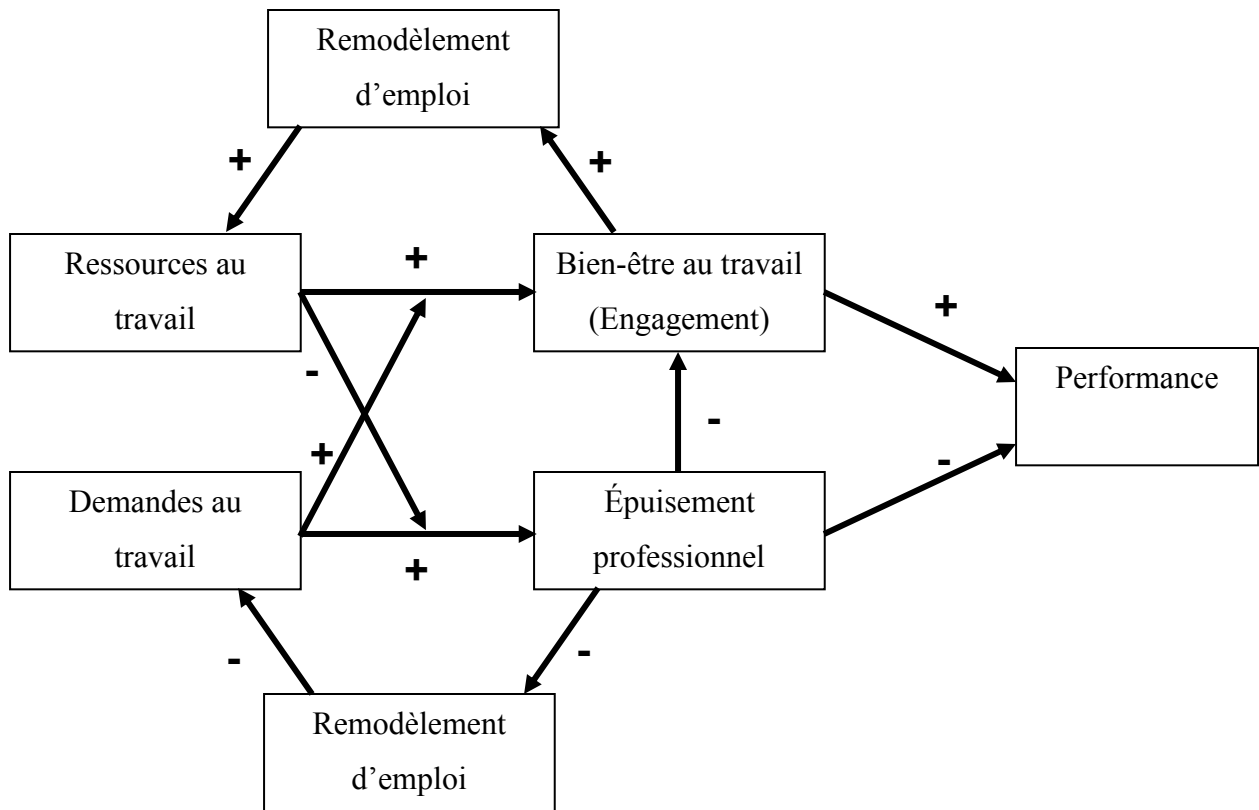 Remodèlement
d’emploi
+
+
Ressources au
travail
+
Bien-être au travail
(Engagement)
+
-
Performance
-
+
-
Demandes au
travail
+
Épuisement
professionnel
-
-
Remodèlement
d’emploi